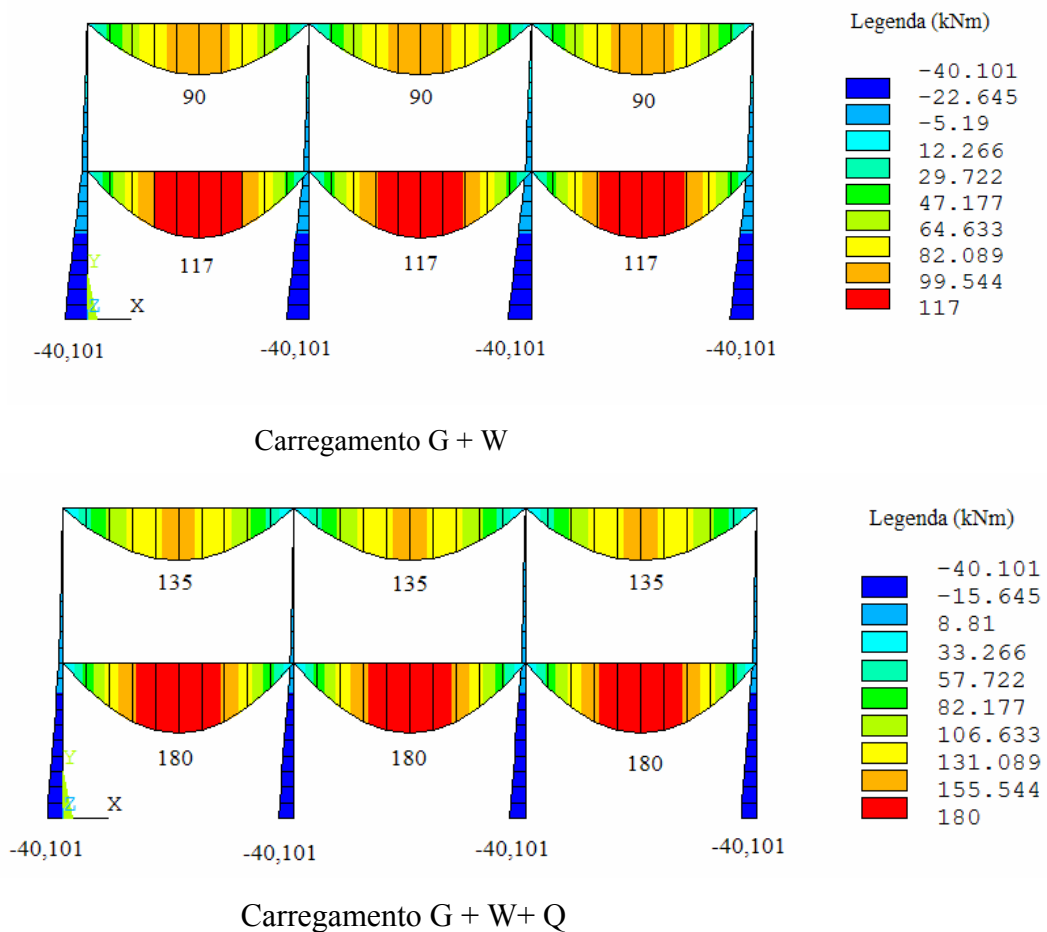 Legenda (kNm)
-40.101
-22.645
-5.19
12.266
29.722
47.177
64.633
82.089
99.544
117
90 90 90
117 117 117
Y
Z X
-40,101 -40,101 -40,101 -40,101
Carregamento G + W
Legenda (kNm)
-40.101
-15.645
8.81
33.266
57.722
82.177
106.633
131.089
155.544
180
135 135 135
180 180 180
Y
Z X
-40,101 -40,101 -40,101 -40,101
Carregamento G + W+ Q